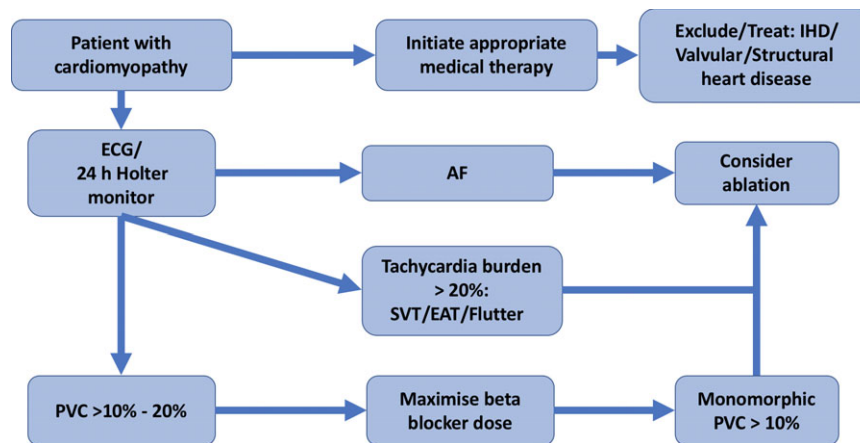 Patient with
cardiomyopathy
Initiate appropriate
medical therapy
Exclude/Treat: IHD/
Valvular/Structural
heart disease
ECG/
24 h Holter
monitor
AF
Consider
ablation
Tachycardia burden
> 20%:
SVT/EAT/Flutter
PVC >10% - 20%
Maximise beta
blocker dose
Monomorphic
PVC > 10%